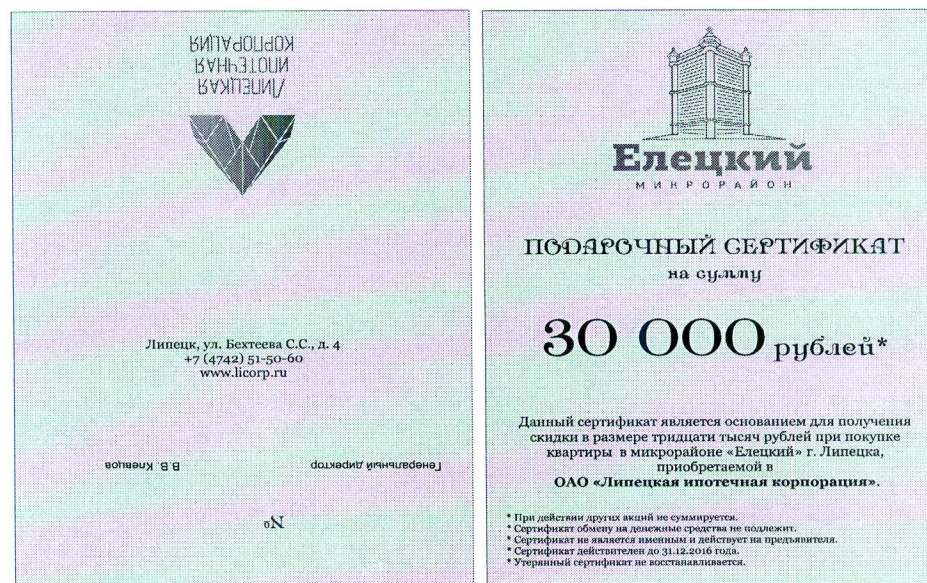 Липецкая
ипотечная
корпорация
Липецк, ул. Бехтеева С.С., д. 4
+7 (4742) 51-50-60
www.licorp.ru
Генеральный директор В.В. Клевцов
№
Елецкий
МИКРОРАЙОН
ПОДАРОЧНЫЙ СЕРТИФИКАТ
на сумму
30 000 рублей*
Данный сертификат является основанием для получения
скидки в размере тридцати тысяч рублей при покупке
квартиры в микрорайоне «Елецкий» г. Липецка,
приобретаемой в
ОАО «Липецкая ипотечная корпорация».
* При действии других акций не суммируется.
* Сертификат обмену на денежные средства не подлежит.
* Сертификат не является именным и действует на предъявителя.
* Сертификат действителен до 31.12.2016 года.
* Утерянный сертификат не восстанавливается.